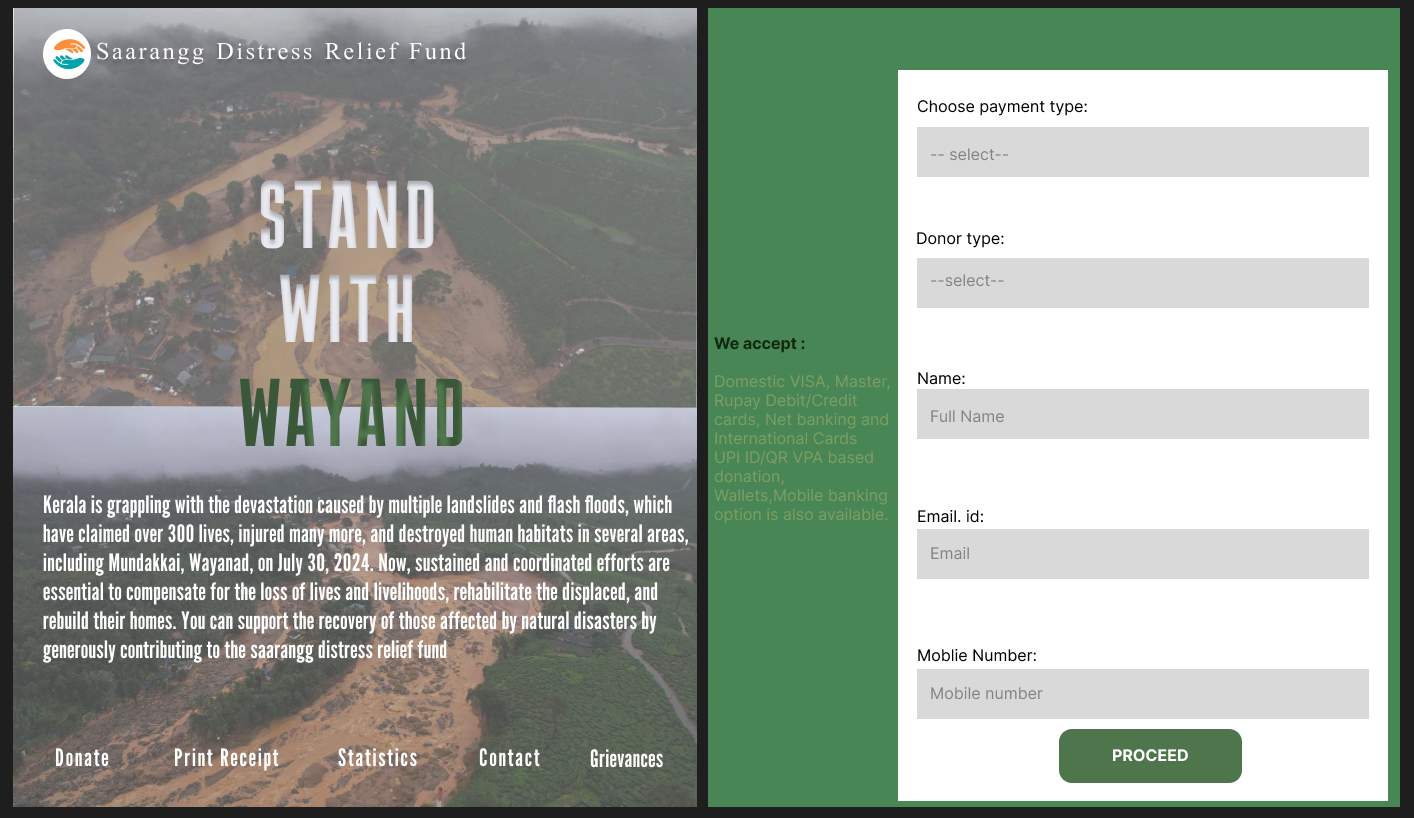 Saarangg Distress Relief Fund
STAND
WITH
WAYAND
Kerala is grappling with the devastation caused by multiple landslides and flash floods, which
have claimed over 300 lives, injured many more, and destroyed human habitats in several areas,
including Mundakkai, Wayanad, on July 30, 2024. Now, sustained and coordinated efforts are
essential to compensate for the loss of lives and livelihoods, rehabilitate the displaced, and
rebuild their homes. You can support the recovery of those affected by natural disasters by
generously contributing to the saarangg distress relief fund
Donate
Print Receipt
Statistics
Contact
Grievances
We accept :
Domestic VISA, Master,
Rupay Debit/Credit
cards, Net banking and
International Cards
UPI ID/QR VPA based
donation,
Wallets,Mobile banking
option is also available.
Choose payment type:
-- select--
Donor type:
--select--
Name:
Full Name
Email. id:
Email
Moblie Number:
Mobile number
PROCEED